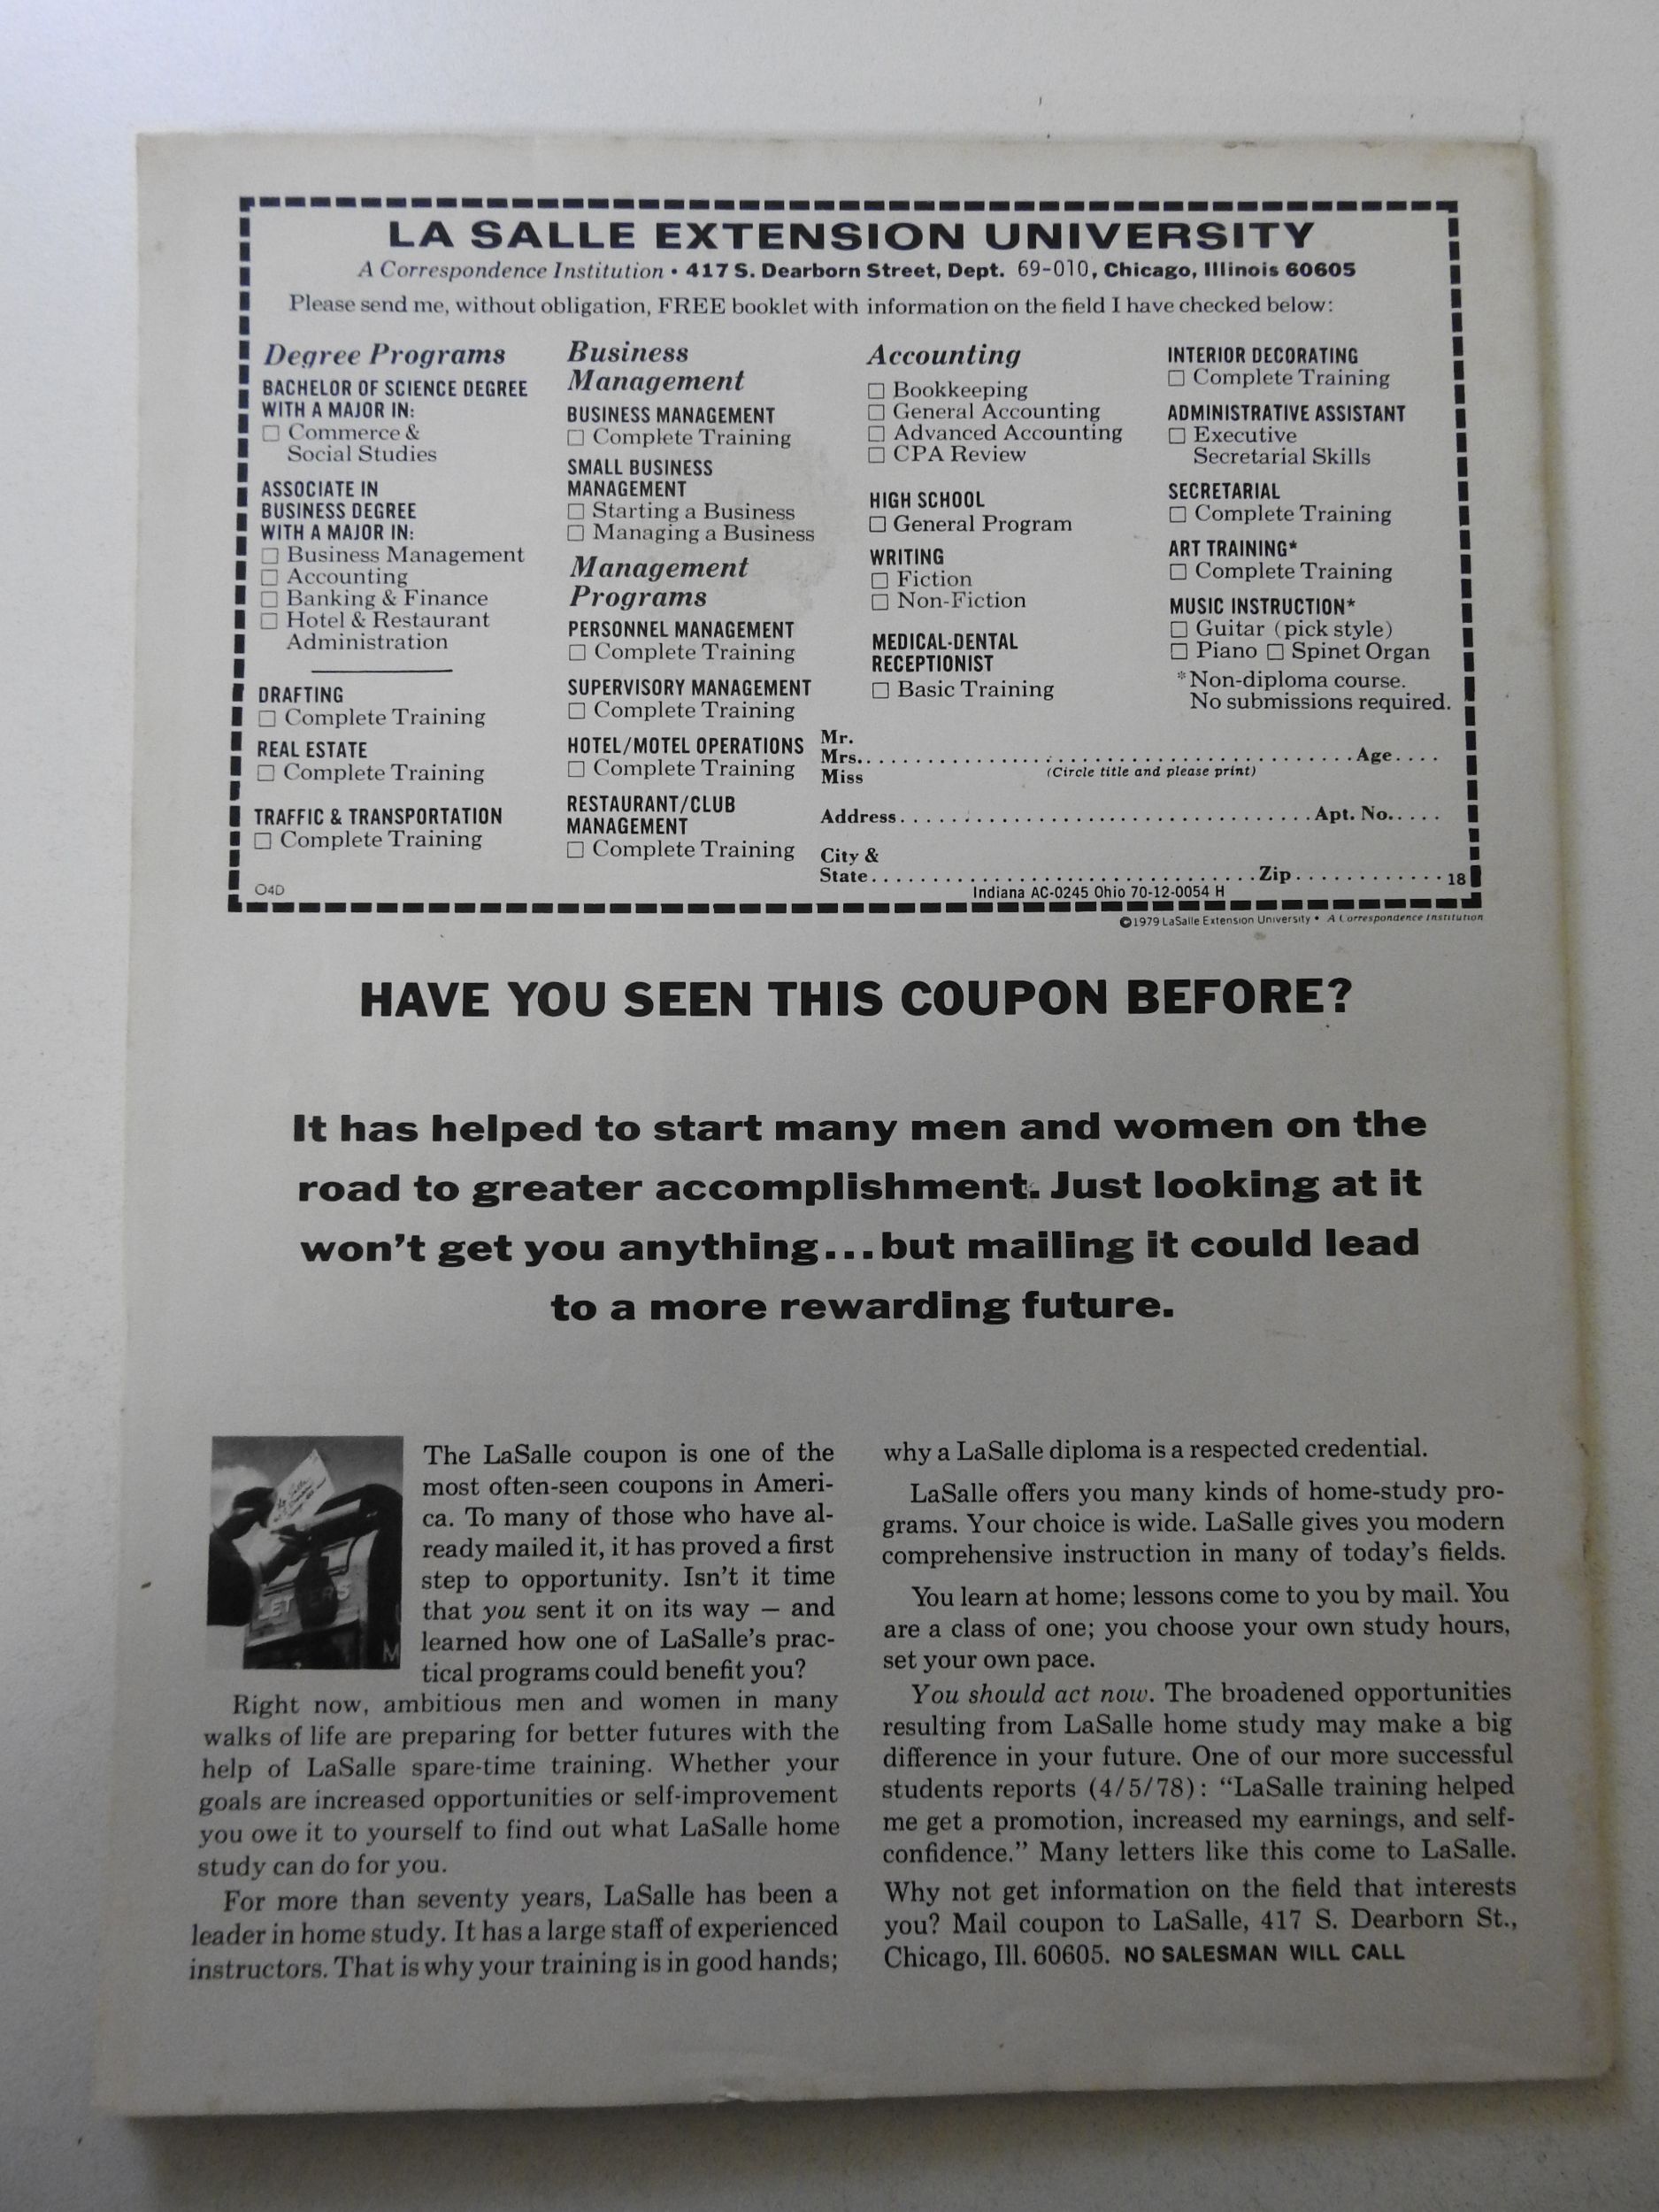 LA SALLE EXTENSION UNIVERSITY
A Correspondence Institution • 417 S. Dearborn Street, Dept. 69-010, Chicago, Illinois 60605
Please send me, without obligation, FREE booklet with information on the field I have checked below:
Degree Programs
BACHELOR OF SCIENCE DEGREE
WITH A MAJOR IN:
☐ Commerce &
Social Studies
ASSOCIATE IN
BUSINESS DEGREE
WITH A MAJOR IN:
☐ Business Management
☐ Accounting
☐ Banking & Finance
☐ Hotel & Restaurant
Administration
DRAFTING
☐ Complete Training
REAL ESTATE
☐ Complete Training
TRAFFIC & TRANSPORTATION
☐ Complete Training
O4D
Business
Management
BUSINESS MANAGEMENT
☐ Complete Training
SMALL BUSINESS
MANAGEMENT
☐ Starting a Business
☐ Managing a Business
Management
Programs
PERSONNEL MANAGEMENT
☐ Complete Training
SUPERVISORY MANAGEMENT
☐ Complete Training
HOTEL/MOTEL OPERATIONS
☐ Complete Training
RESTAURANT/CLUB
MANAGEMENT
☐ Complete Training
Accounting
☐ Bookkeeping
☐ General Accounting
☐ Advanced Accounting
☐ CPA Review
HIGH SCHOOL
☐ General Program
WRITING
☐ Fiction
☐ Non-Fiction
MEDICAL-DENTAL
RECEPTIONIST
☐ Basic Training
INTERIOR DECORATING
☐ Complete Training
ADMINISTRATIVE ASSISTANT
☐ Executive
Secretarial Skills
SECRETARIAL
☐ Complete Training
ART TRAINING*
☐ Complete Training
MUSIC INSTRUCTION*
☐ Guitar (pick style)
☐ Piano ☐ Spinet Organ
*Non-diploma course.
No submissions required.
Mr.
Mrs. Age
Miss (Circle title and please print)
Address Apt. No.
City &
State Zip 18
Indiana AC-0245 Ohio 70-12-0054 H
©1979 LaSalle Extension University • A Correspondence Institution
HAVE YOU SEEN THIS COUPON BEFORE?
It has helped to start many men and women on the
road to greater accomplishment. Just looking at it
won't get you anything...but mailing it could lead
to a more rewarding future.
The LaSalle coupon is one of the
most often-seen coupons in Ameri-
ca. To many of those who have al-
ready mailed it, it has proved a first
step to opportunity. Isn't it time
that you sent it on its way — and
learned how one of LaSalle's prac-
tical programs could benefit you?
Right now, ambitious men and women in many
walks of life are preparing for better futures with the
help of LaSalle spare-time training. Whether your
goals are increased opportunities or self-improvement
you owe it to yourself to find out what LaSalle home
study can do for you.
For more than seventy years, LaSalle has been a
leader in home study. It has a large staff of experienced
instructors. That is why your training is in good hands;
why a LaSalle diploma is a respected credential.
LaSalle offers you many kinds of home-study pro-
grams. Your choice is wide. LaSalle gives you modern
comprehensive instruction in many of today's fields.
You learn at home; lessons come to you by mail. You
are a class of one; you choose your own study hours,
set your own pace.
You should act now. The broadened opportunities
resulting from LaSalle home study may make a big
difference in your future. One of our more successful
students reports (4/5/78): “LaSalle training helped
me get a promotion, increased my earnings, and self-
confidence.” Many letters like this come to LaSalle.
Why not get information on the field that interests
you? Mail coupon to LaSalle, 417 S. Dearborn St.,
Chicago, Ill. 60605. NO SALESMAN WILL CALL